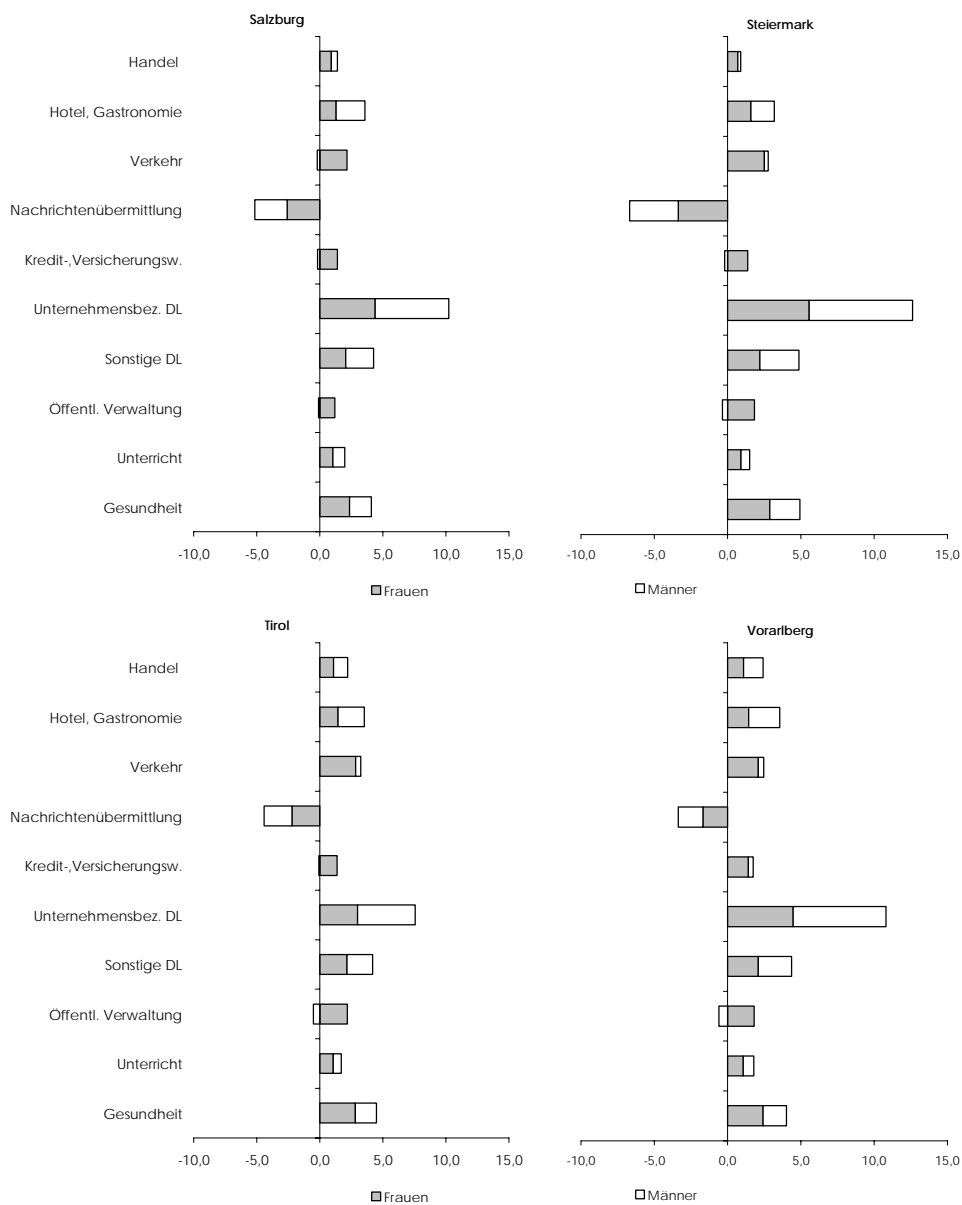 Salzburg
Handel
Hotel, Gastronomie
Verkehr
Nachrichtenübermittlung
Kredit-,Versicherungsw.
Unternehmensbez. DL
Sonstige DL
Öffentl. Verwaltung
Unterricht
Gesundheit
-10,0 -5,0 0,0 5,0 10,0 15,0
Steiermark
-10,0 -5,0 0,0 5,0 10,0 15,0
Frauen Männer
Tirol
Handel
Hotel, Gastronomie
Verkehr
Nachrichtenübermittlung
Kredit-,Versicherungsw.
Unternehmensbez. DL
Sonstige DL
Öffentl. Verwaltung
Unterricht
Gesundheit
-10,0 -5,0 0,0 5,0 10,0 15,0
Vorarlberg
-10,0 -5,0 0,0 5,0 10,0 15,0
Frauen Männer